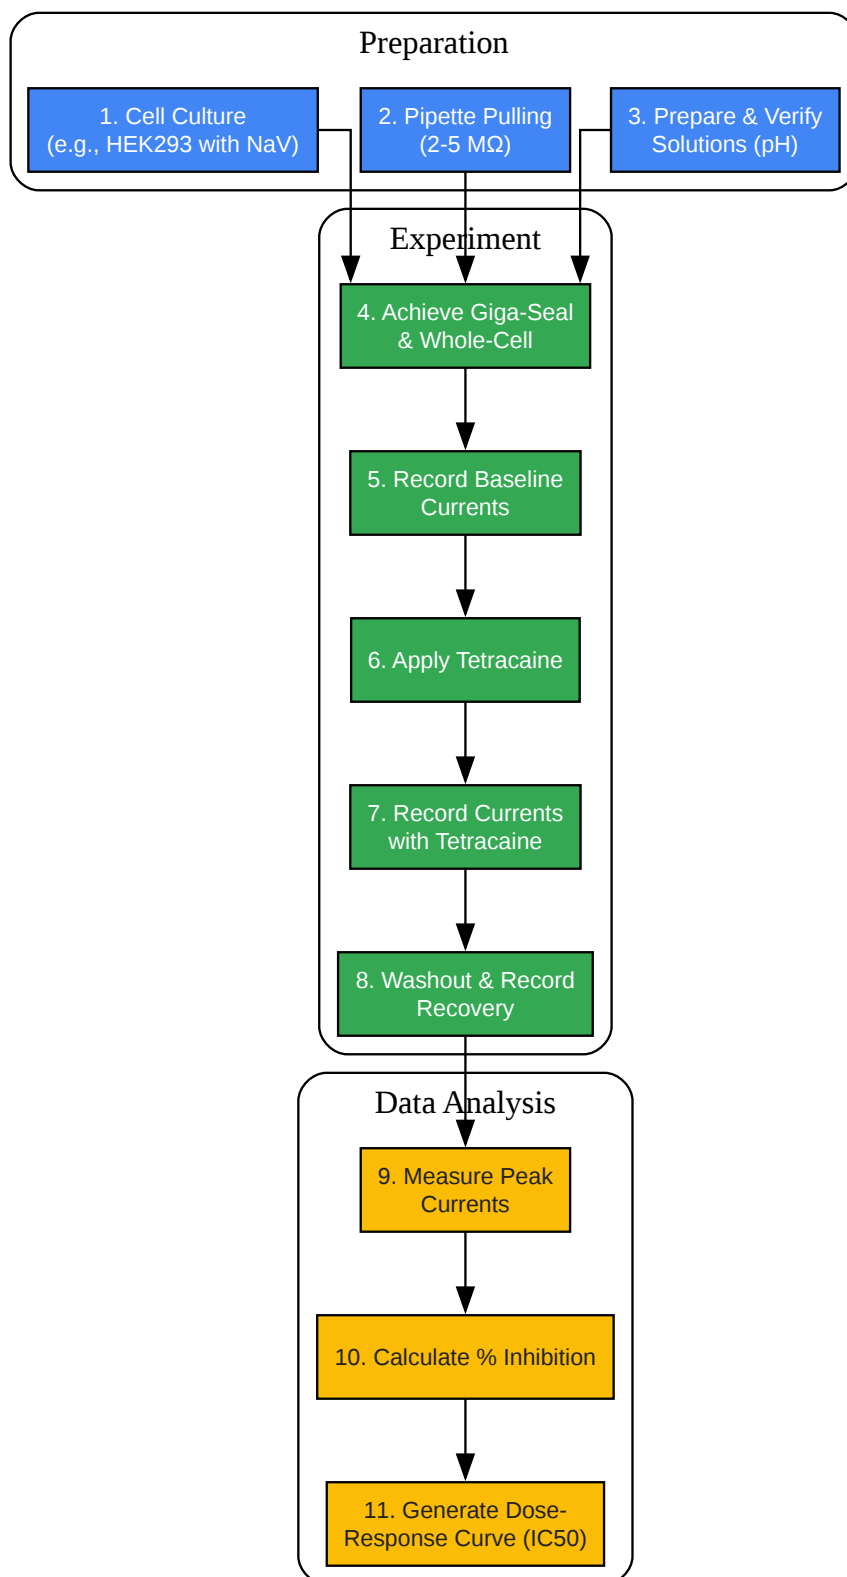 Preparation
1. Cell Culture
(e.g., HEK293 with NaV)
2. Pipette Pulling
(2-5 MΩ)
3. Prepare & Verify
Solutions (pH)
Experiment
4. Achieve Giga-Seal
& Whole-Cell
5. Record Baseline
Currents
6. Apply Tetracaine
7. Record Currents
with Tetracaine
8. Washout & Record
Recovery
Data Analysis
9. Measure Peak
Currents
10. Calculate % Inhibition
11. Generate Dose-
Response Curve (IC50)